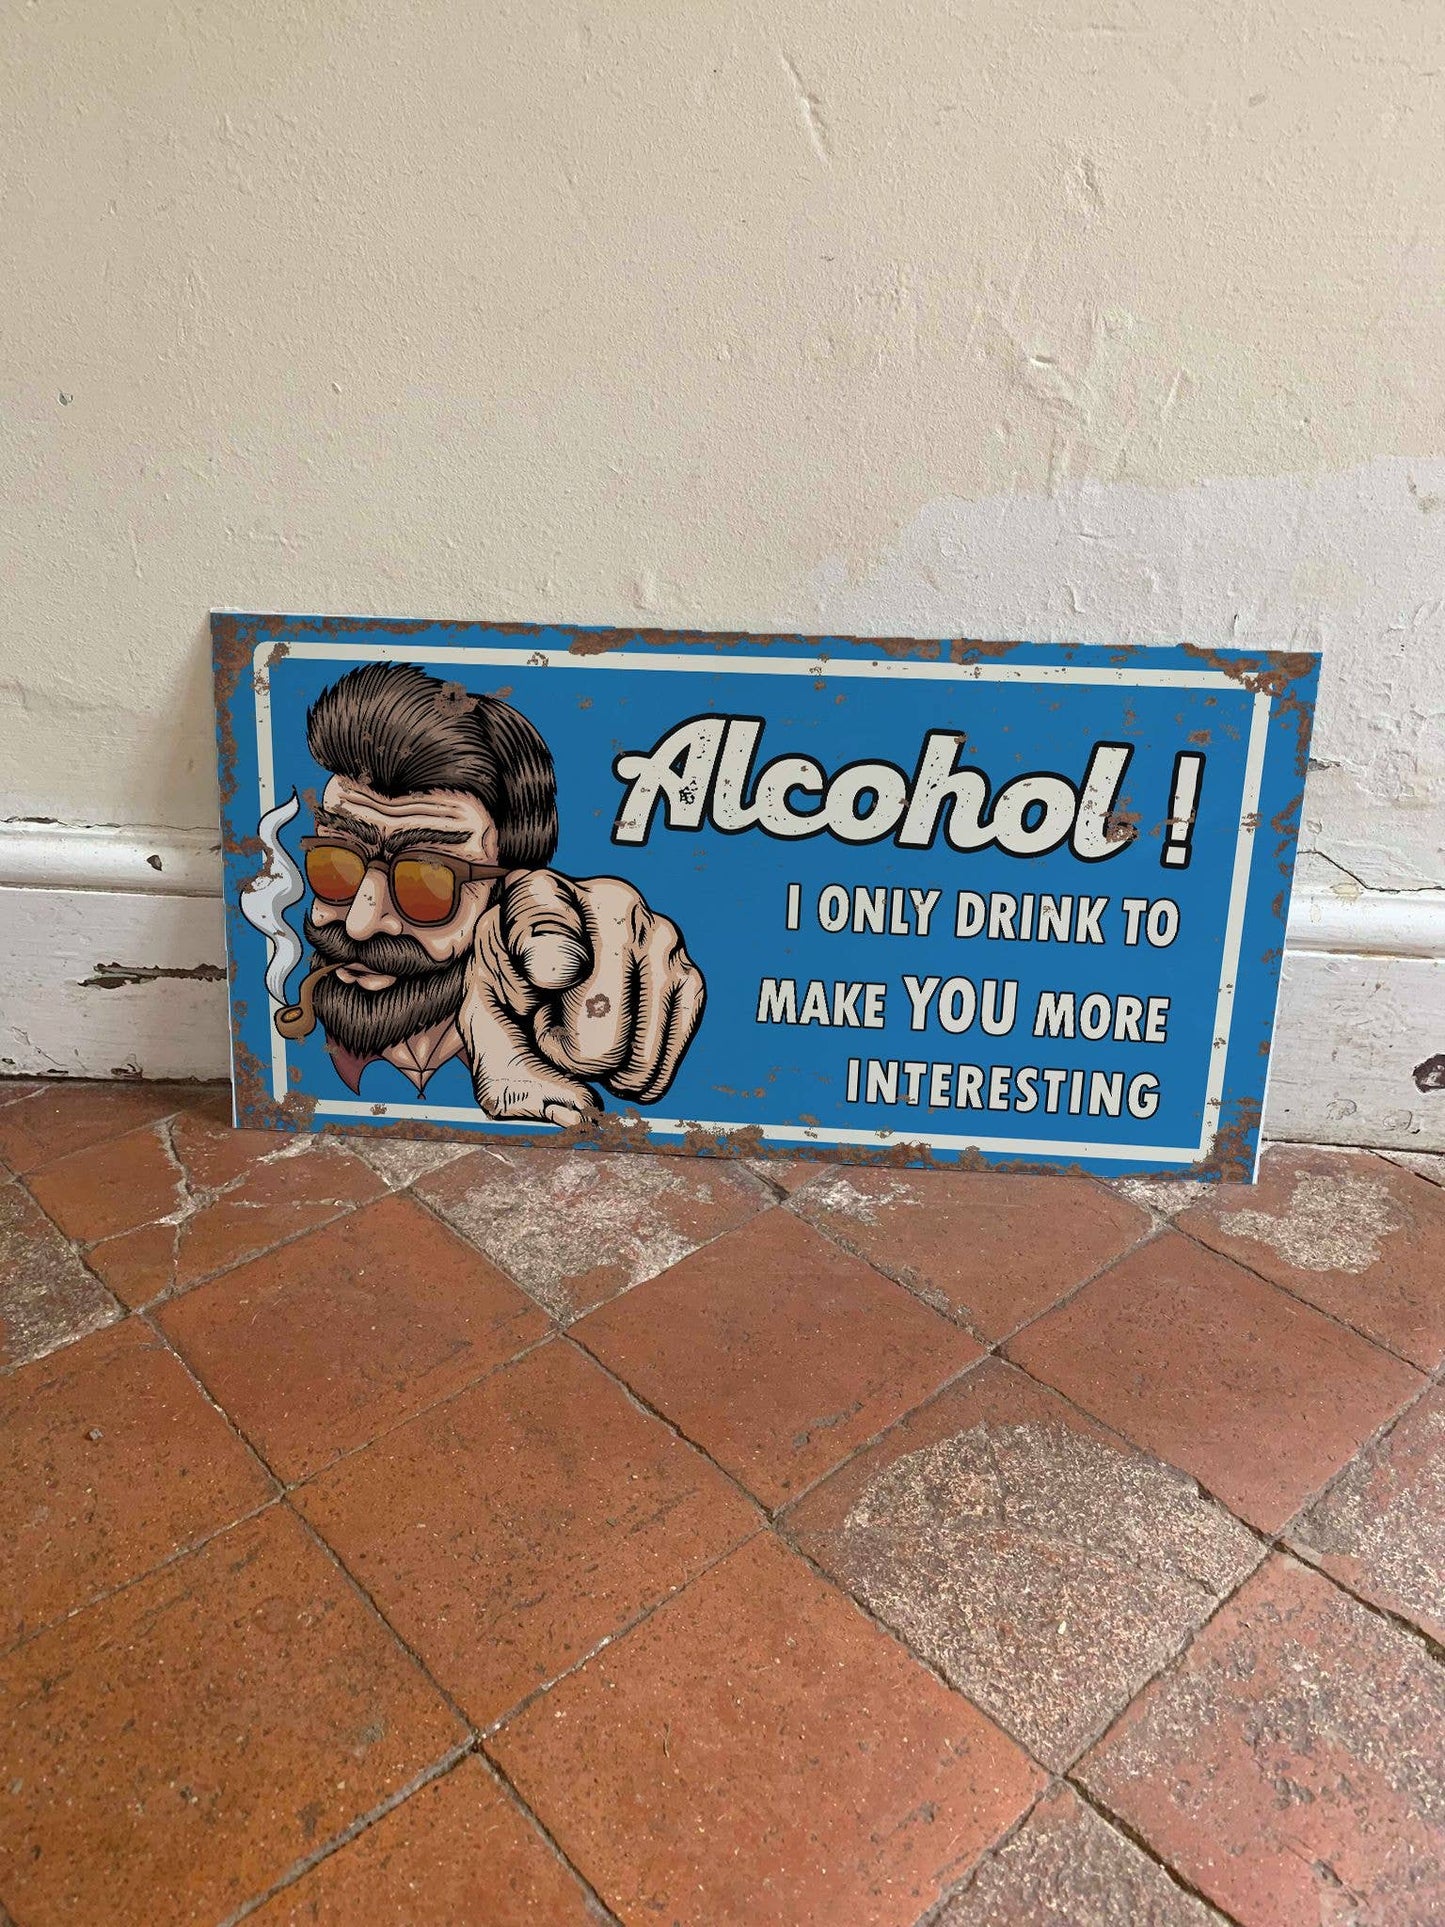 Alcohol !
I ONLY DRINK TO
MAKE YOU MORE
INTERESTING